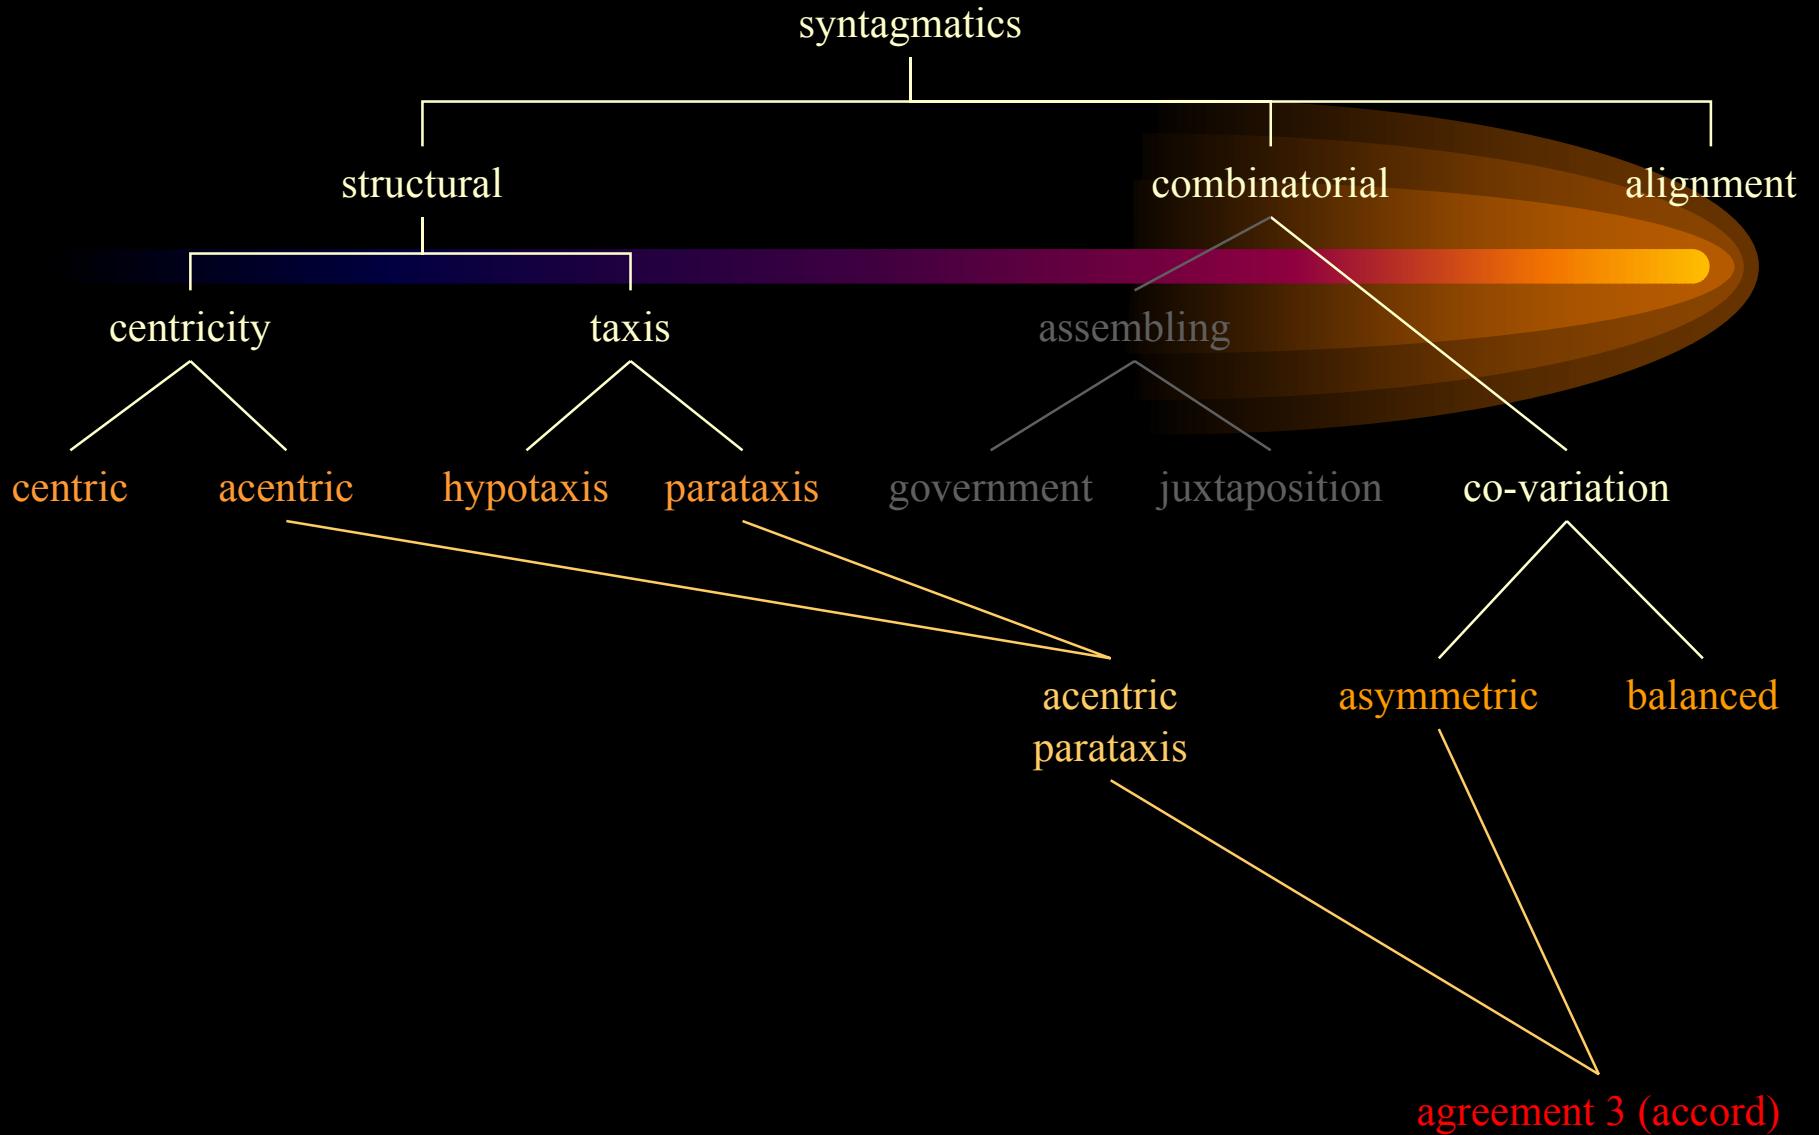 syntagmatics
structural
combinatorial
alignment
centricity
taxis
assembling
centric
acentric
hypotaxis
parataxis
government
juxtaposition
co-variation
acentric
parataxis
asymmetric
balanced
agreement 3 (accord)